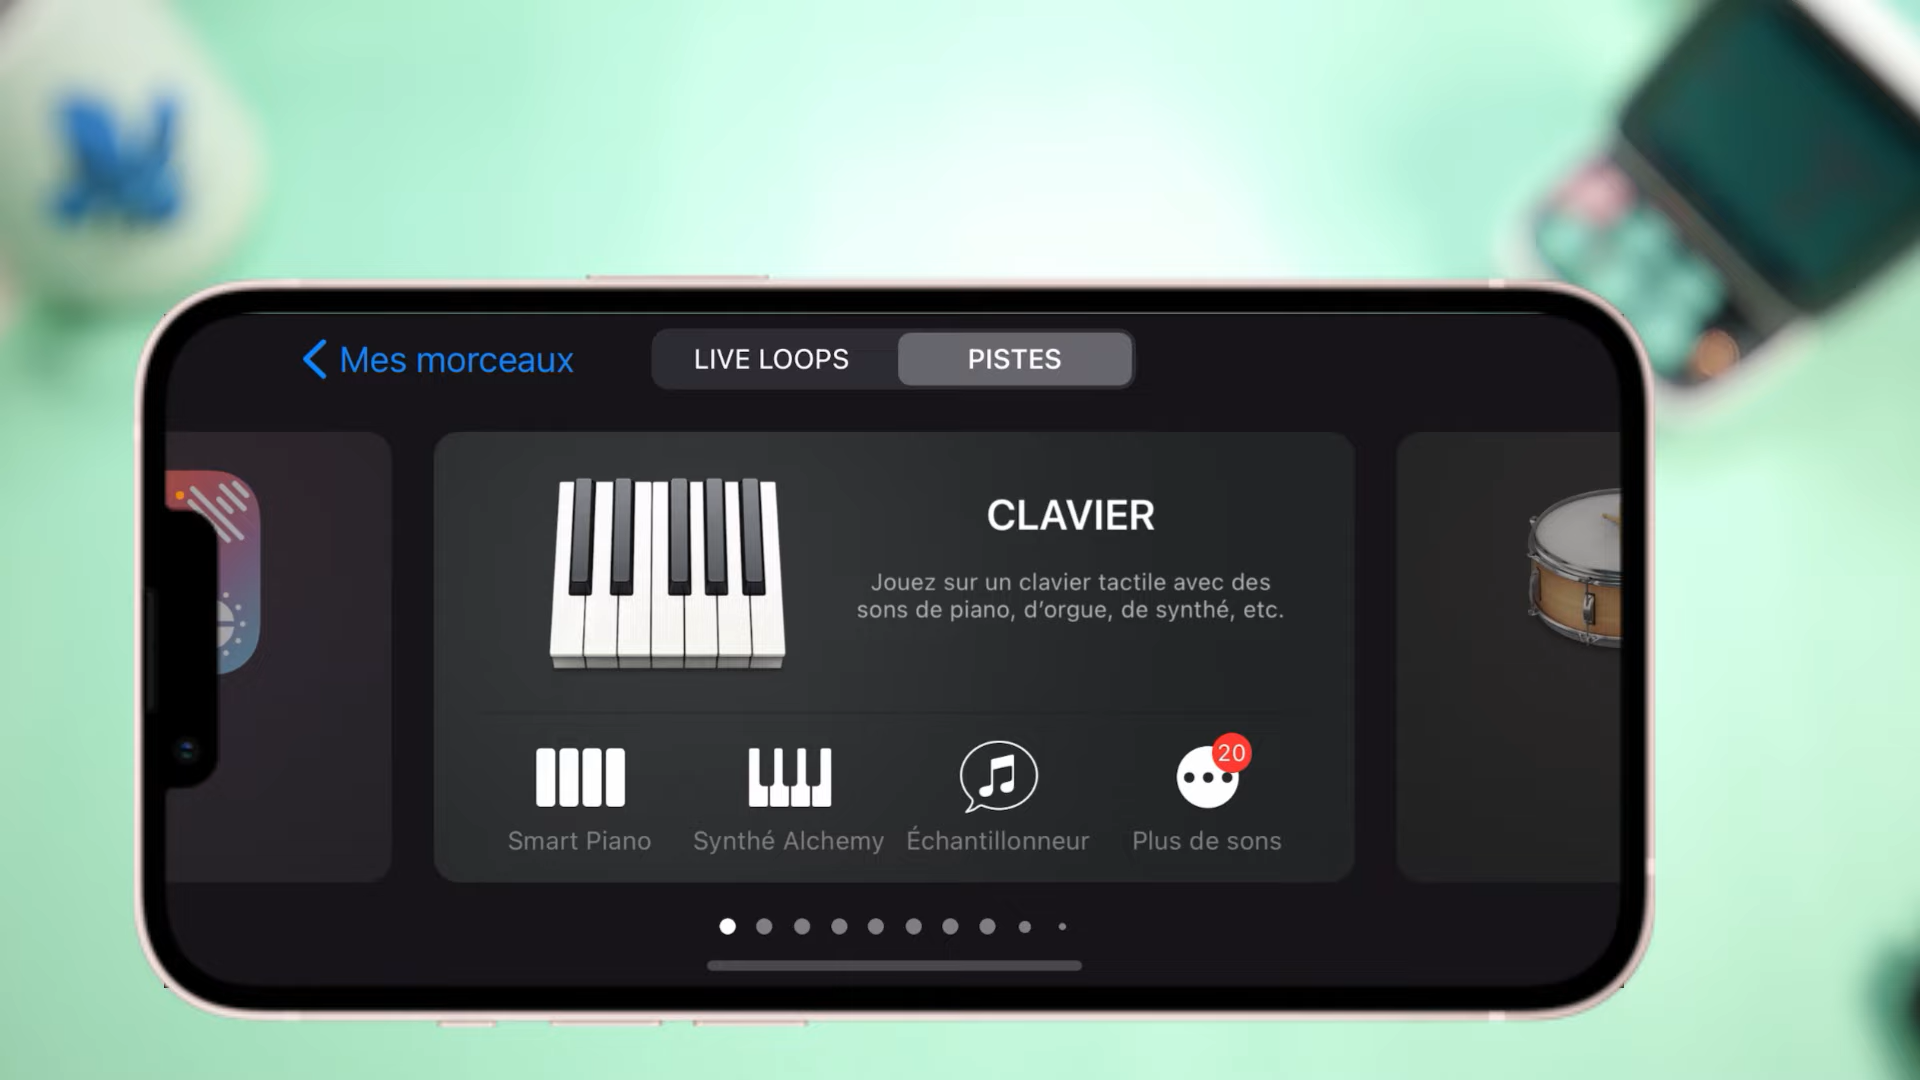 Mes morceaux
LIVE LOOPS
PISTES
CLAVIER
Jouez sur un clavier tactile avec des
sons de piano, d’orgue, de synthé, etc.
20
Smart Piano
Synthé Alchemy
Échantillonneur
Plus de sons